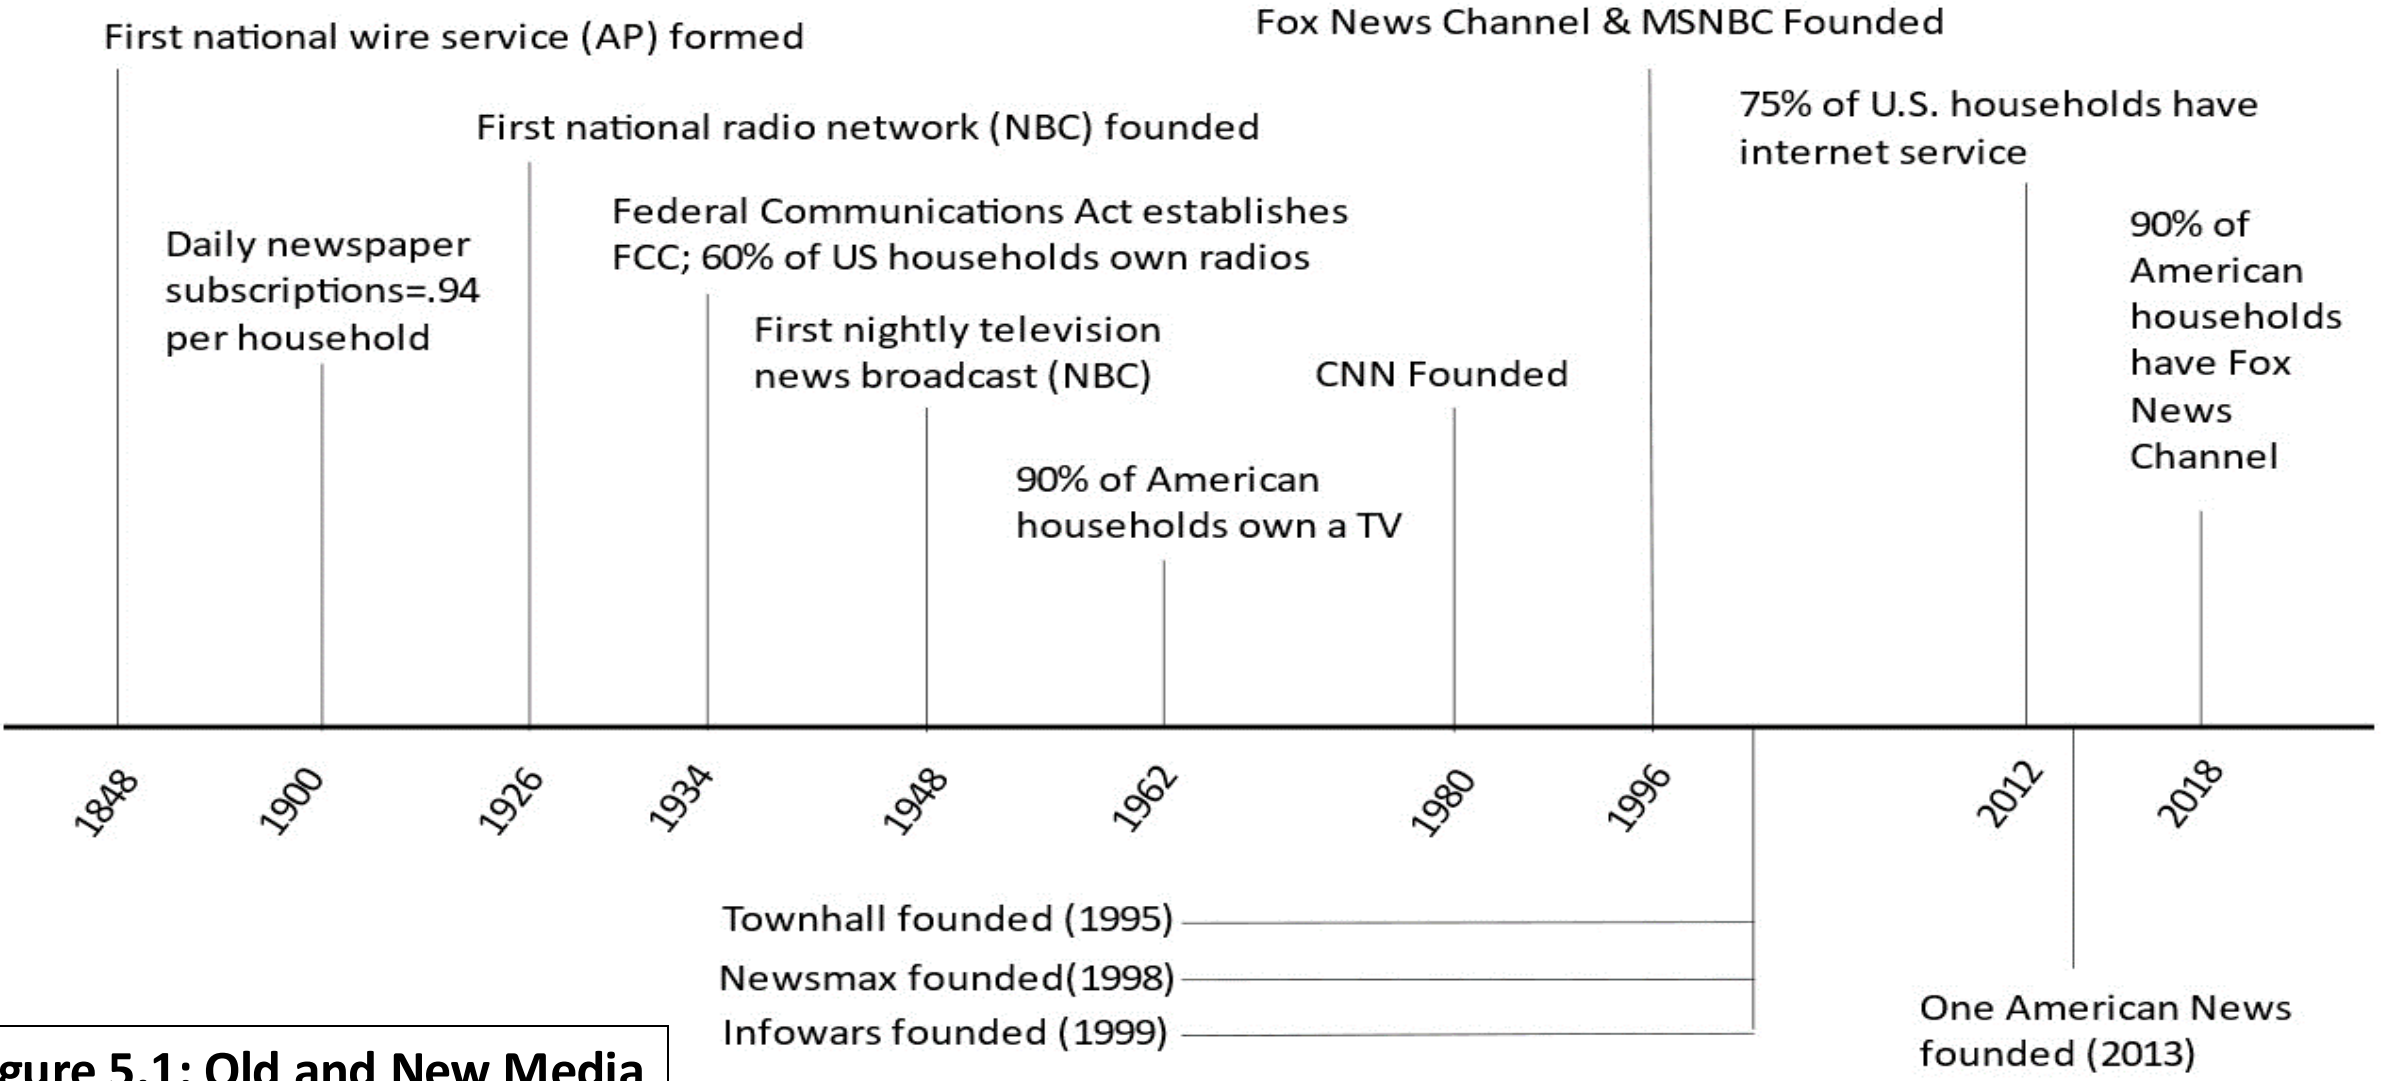 First national wire service (AP) formed
Fox News Channel & MSNBC Founded
75% of U.S. households have
internet service
First national radio network (NBC) founded
Federal Communications Act establishes
FCC; 60% of US households own radios
Daily newspaper
subscriptions=.94
per household
90% of
American
households
have Fox
News
Channel
First nightly television
news broadcast (NBC)
CNN Founded
90% of American
households own a TV
1848
1900
1926
1934
1948
1962
1980
1996
2012
2018
Townhall founded (1995)
Newsmax founded(1998)
Infowars founded (1999)
One American News
founded (2013)
gure 5.1: Old and New Media